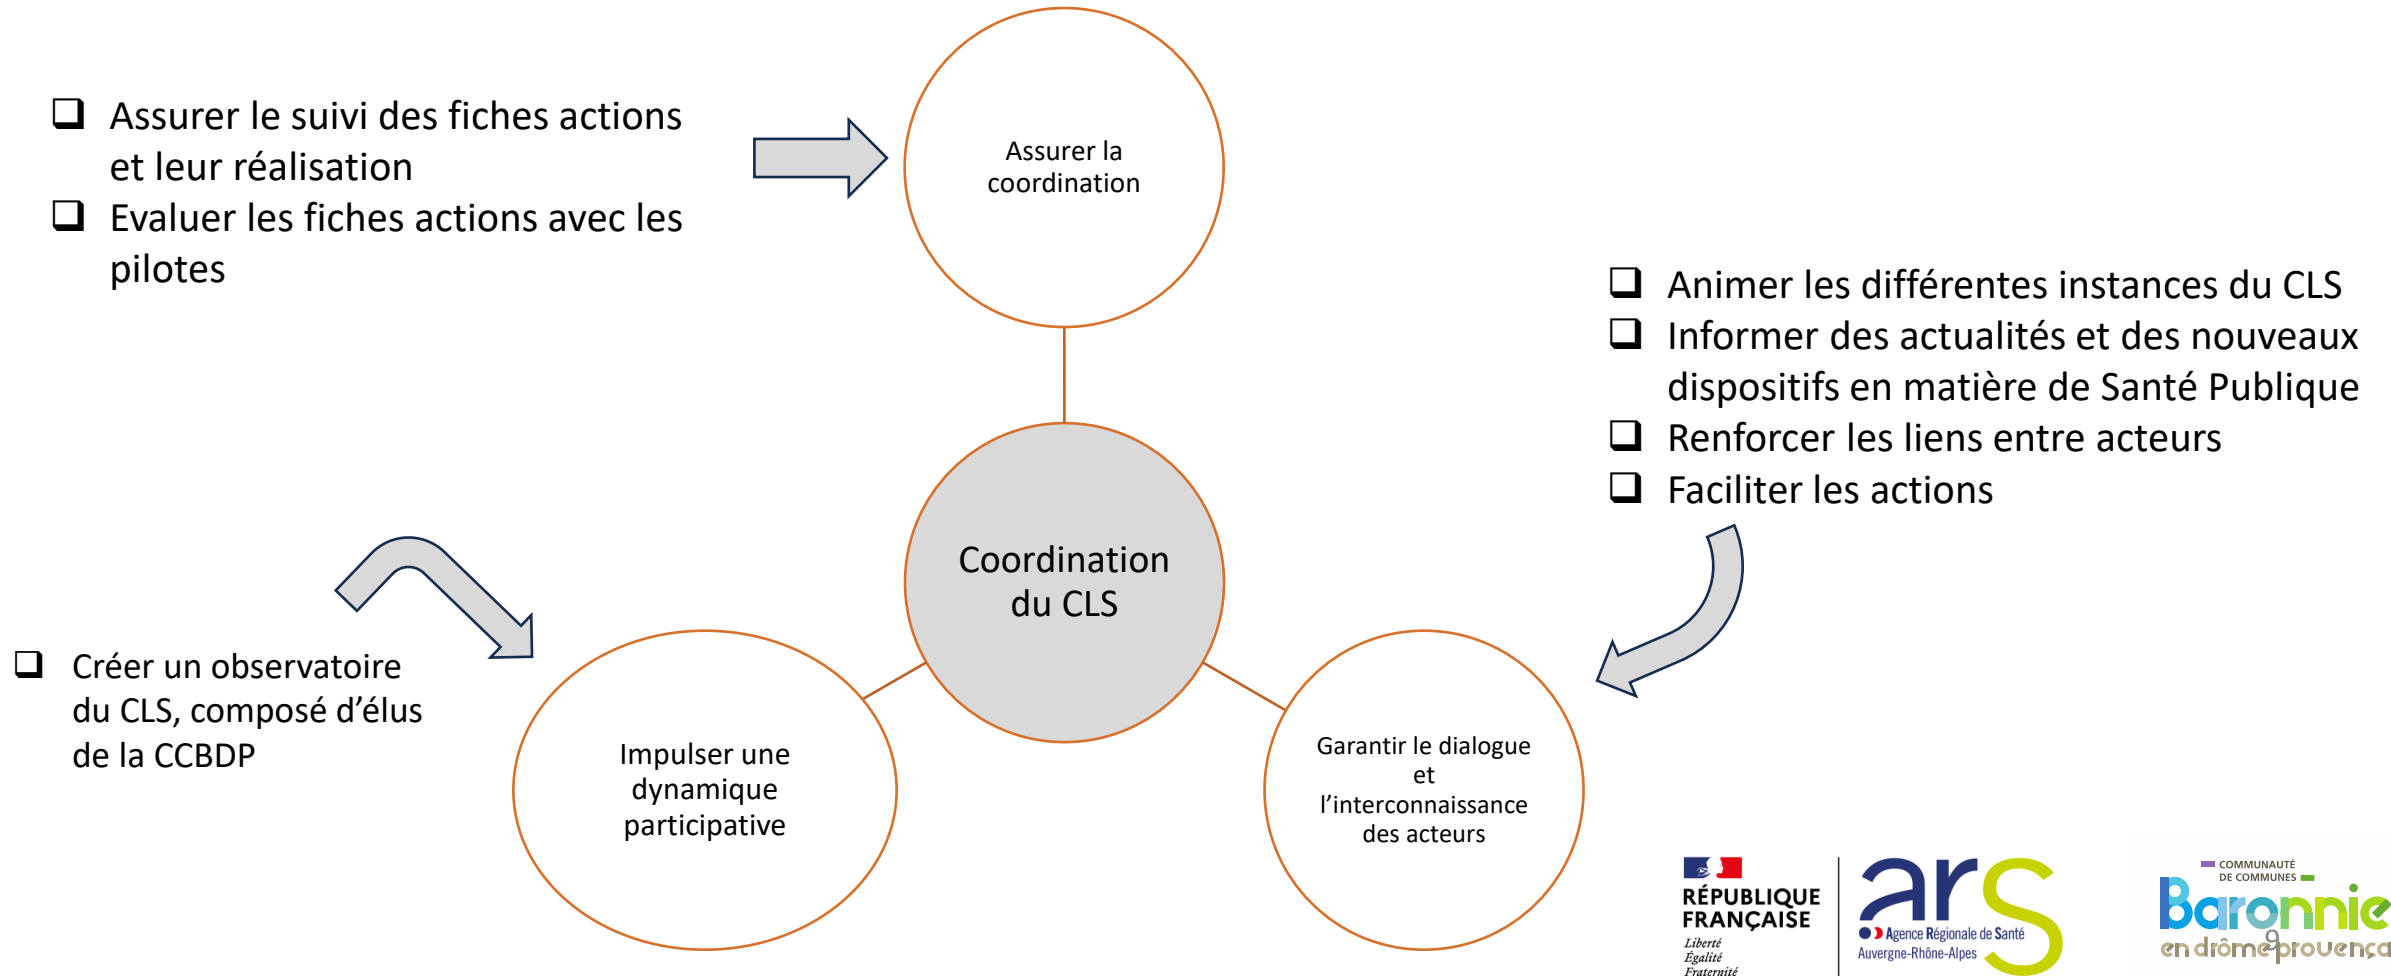 Assurer le suivi des fiches actions
et leur réalisation
Evaluer les fiches actions avec les
pilotes
Assurer la
coordination
Animer les différentes instances du CLS
Informer des actualités et des nouveaux
dispositifs en matière de Santé Publique
Renforcer les liens entre acteurs
Faciliter les actions
Coordination
du CLS
Créer un observatoire
du CLS, composé d’élus
de la CCBDP
Impulser une
dynamique
participative
Garantir le dialogue
et
l’interconnaissance
des acteurs
RÉPUBLIQUE
FRANÇAISE
Liberté
Égalité
Fraternité
ars
Agence Régionale de Santé
Auvergne-Rhône-Alpes
COMMUNAUTÉ
DE COMMUNES
Baronnie
en drôme provença
9